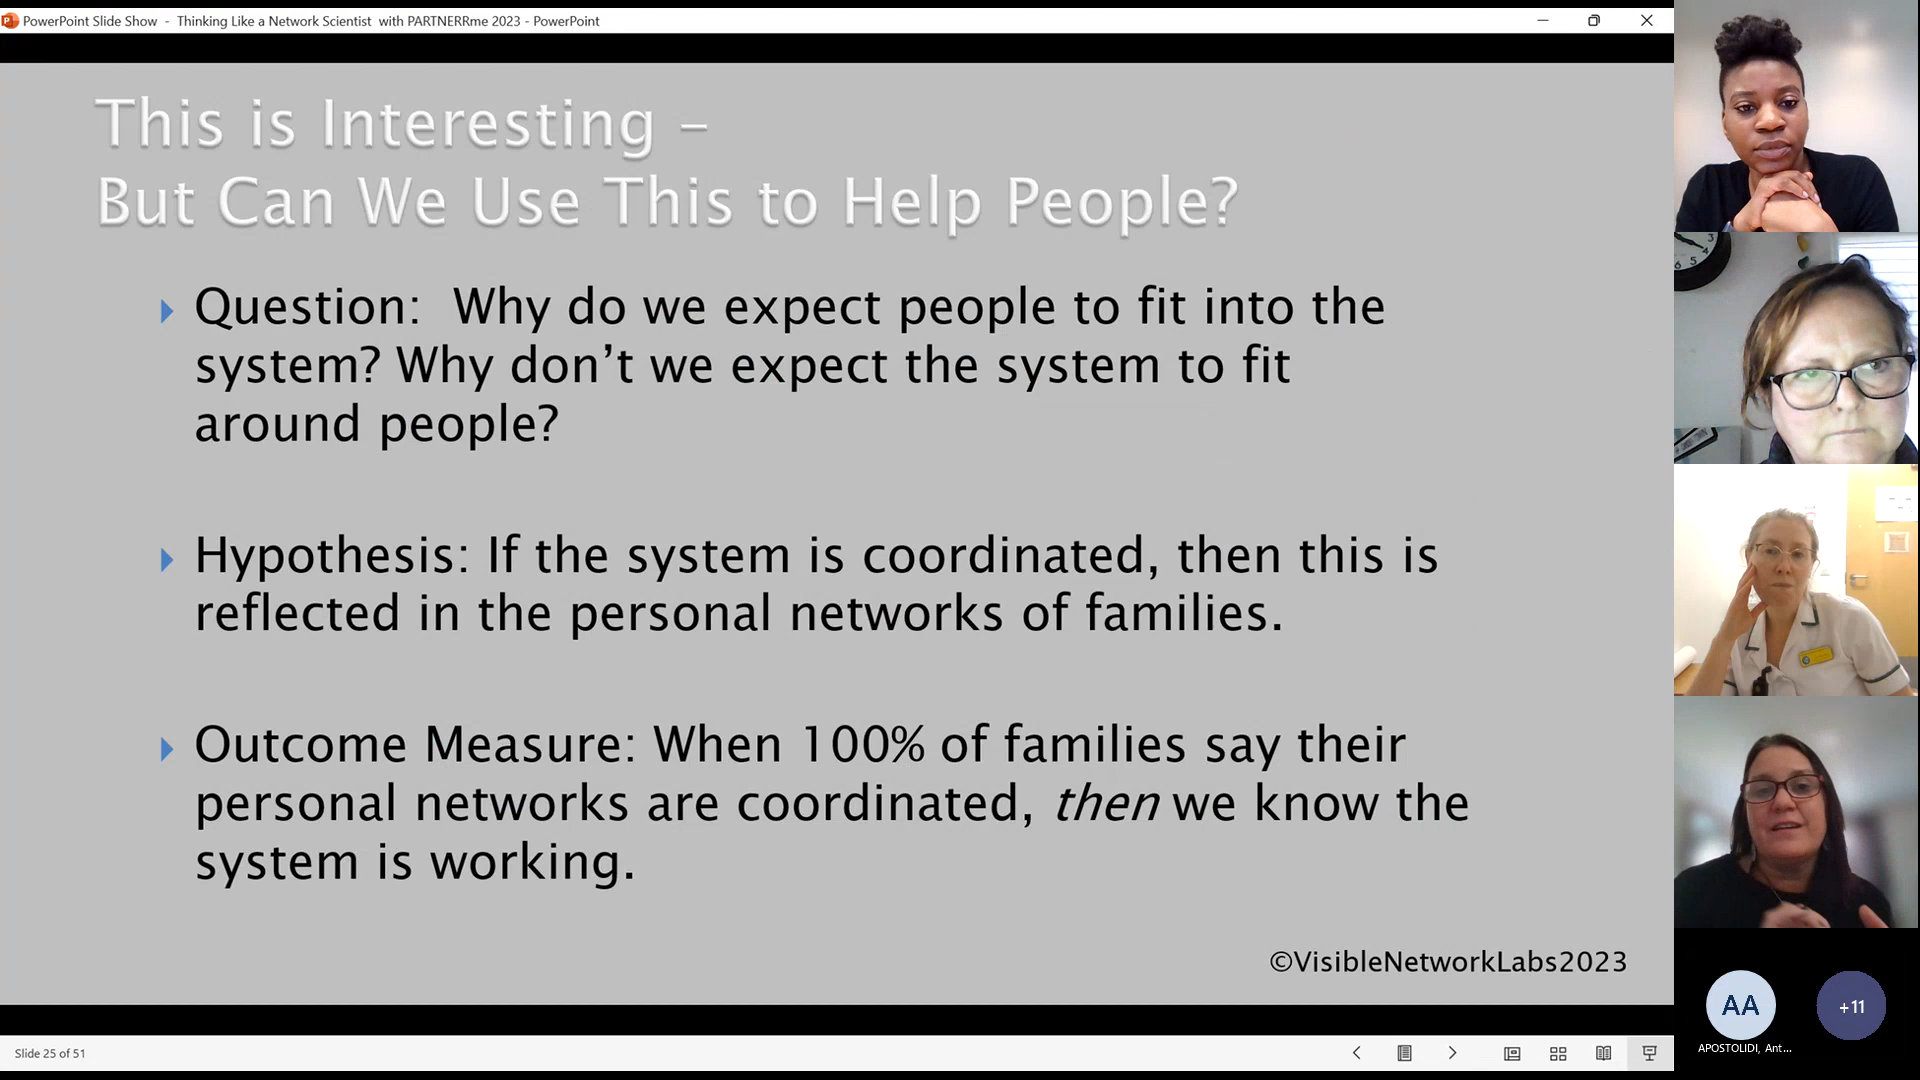 PowerPoint Slide Show - Thinking Like a Network Scientist with PARTNERRme 2023 - PowerPoint
This is Interesting –
But Can We Use This to Help People?
Question: Why do we expect people to fit into the
system? Why don’t we expect the system to fit
around people?
Hypothesis: If the system is coordinated, then this is
reflected in the personal networks of families.
Outcome Measure: When 100% of families say their
personal networks are coordinated, then we know the
system is working.
©VisibleNetworkLabs2023
Slide 25 of 51
3
4
5
6
AA
+11
APOSTOLIDI, Ant...